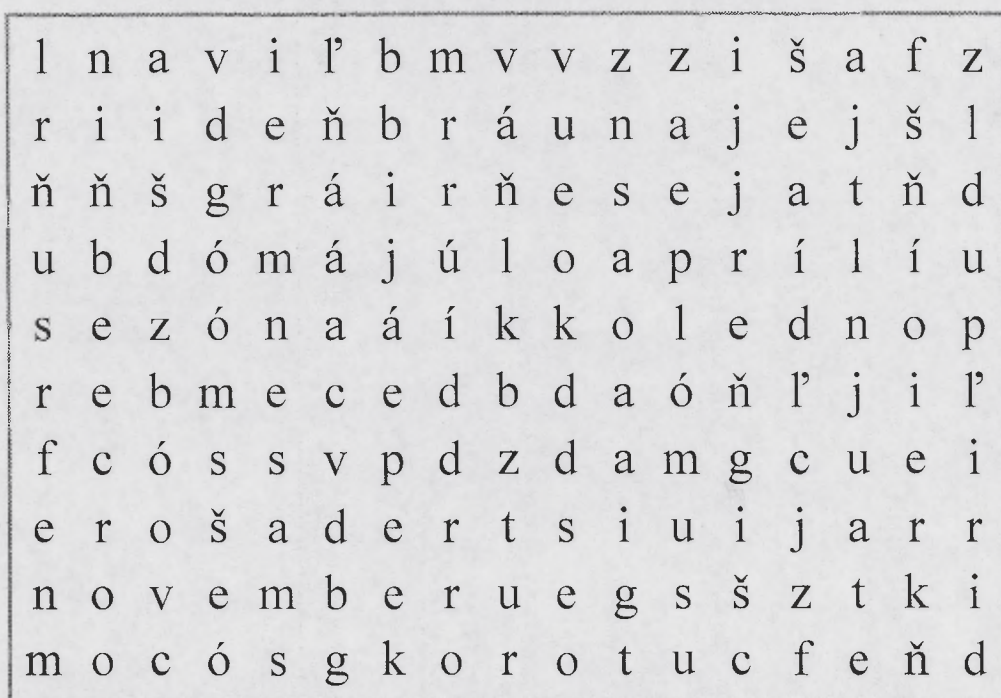 l n a v i ľ b m v v z z i š a f z
r i i d e ň b r á u n a j e j š l
ň ň š g r á i r ň e s e j a t ň d
u b d ó m á j ú l o a p r í l í u
s e z ó n a á í k k o l e d n o p
r e b m e c e d b d a ó ň ľ j i ľ
f c ó s s v p d z d a m g c u e i
e r o š a d e r t s i u i j a r r
n o v e m b e r u e g s š z t k i
m o c ó s g k o r o t u c f e ň d